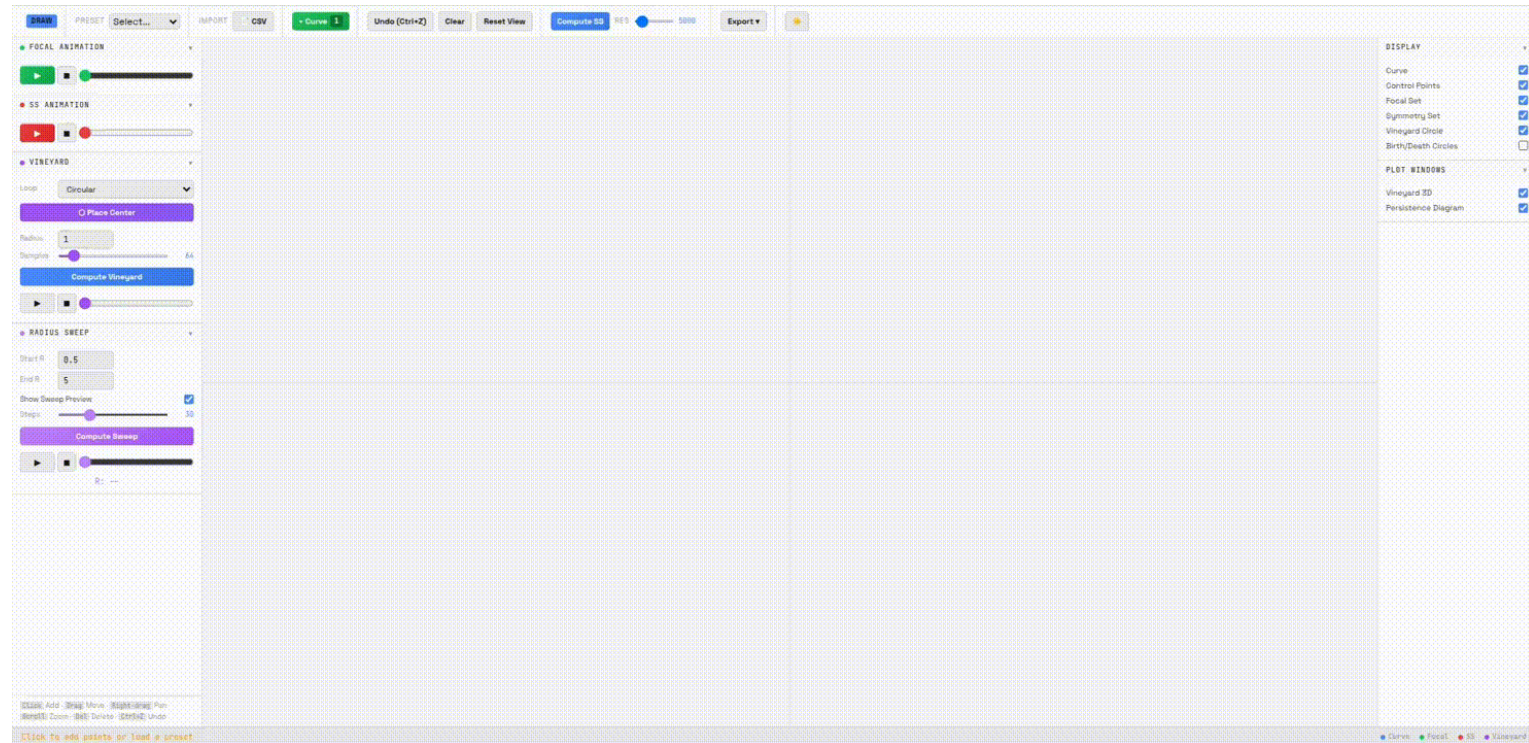 DRAW PRESET Select... IMPORT CSV Curve 1 Undo (Ctrl+Z) Clear Reset View Compute SS RES 5000 Export ▾
FOCAL ANIMATION
SS ANIMATION
VINEYARD
Loop Circular
Place Center
Radius 1
Samples 64
Compute Vineyard
RADIUS SWEEP
Start R 0.5
End R 5
Show Sweep Preview
Steps 30
Compute Sweep
R: --
Click Add · Drag Move · Right-drag Pan
Scroll Zoom · Del Delete · Ctrl+Z Undo
Click to add points or load a preset
DISPLAY
Curve
Control Points
Focal Set
Symmetry Set
Vineyard Circle
Birth/Death Circles
PLOT WINDOWS
Vineyard 3D
Persistence Diagram
Curve Focal SS Vineyard